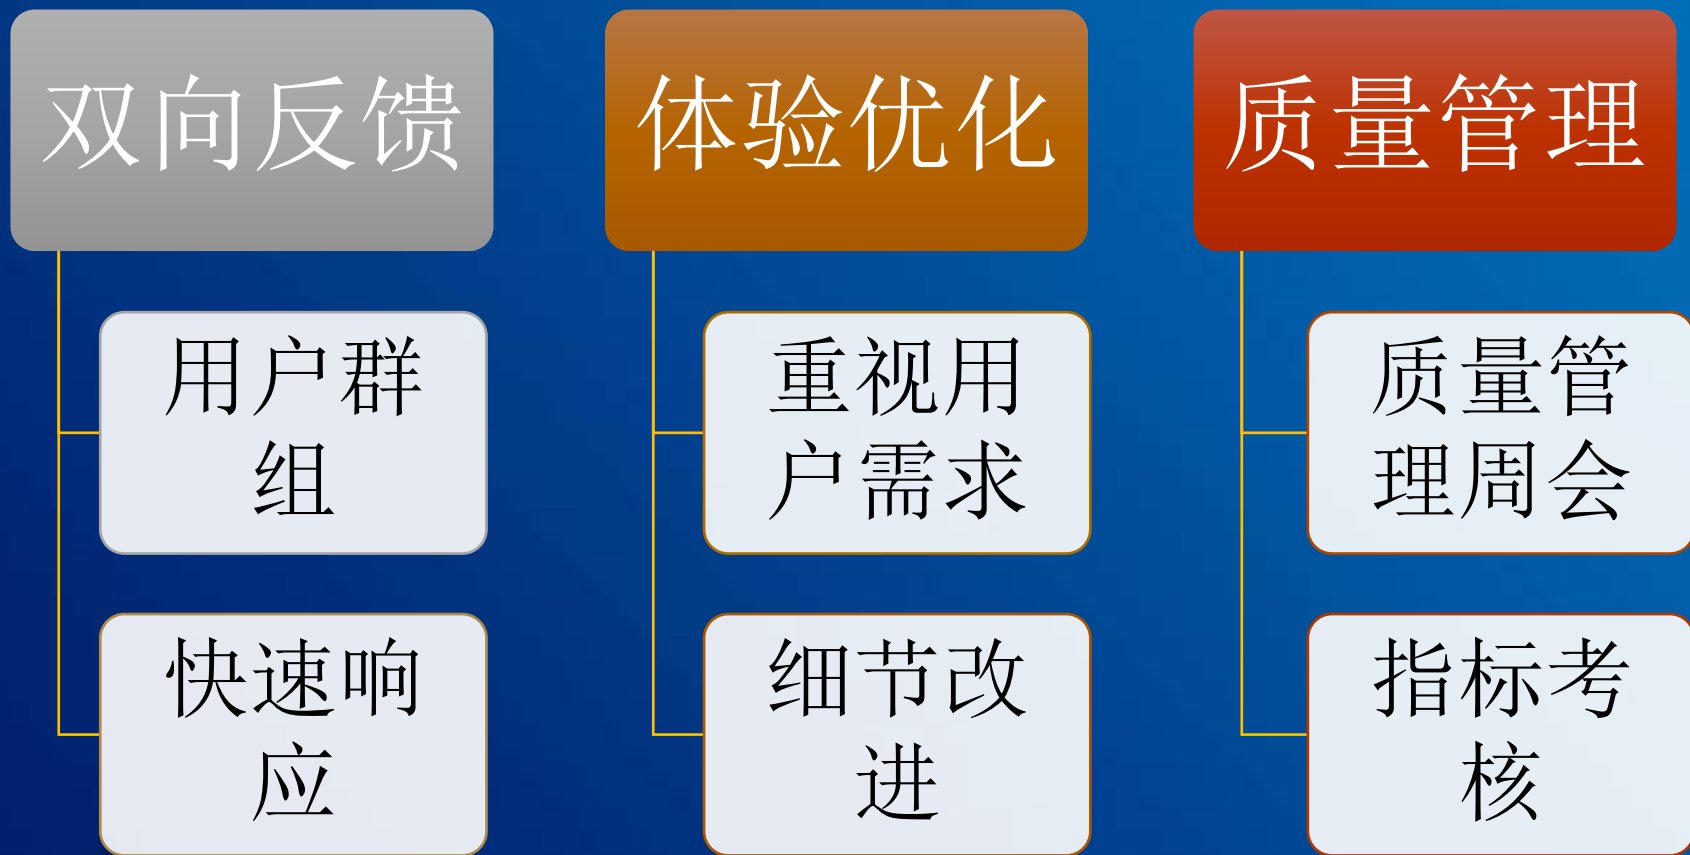 双向反馈
用户群
组
快速响
应
体验优化
重视用
户需求
细节改
进
质量管理
质量管
理周会
指标考
核